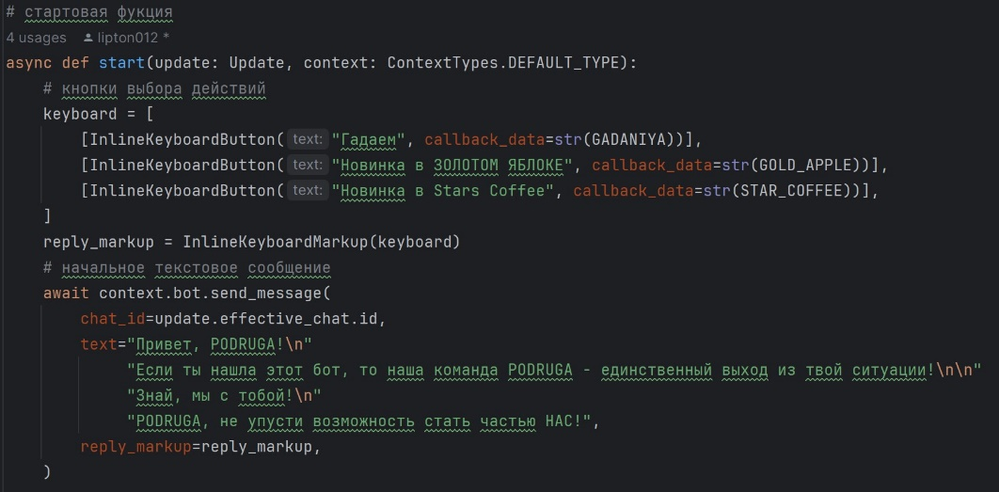 # стартовая фукция
4 usages lipton012 *
async def start(update: Update, context: ContextTypes.DEFAULT_TYPE):
# кнопки выбора действий
keyboard = [
[InlineKeyboardButton( text: "Гадаем", callback_data=str(GADANIYA))],
[InlineKeyboardButton( text: "Новинка в ЗОЛОТОМ ЯБЛОКЕ", callback_data=str(GOLD_APPLE))],
[InlineKeyboardButton( text: "Новинка в Stars Coffee", callback_data=str(STAR_COFFEE))],
]
reply_markup = InlineKeyboardMarkup(keyboard)
# начальное текстовое сообщение
await context.bot.send_message(
chat_id=update.effective_chat.id,
text="Привет, PODRUGA!\n"
"Если ты нашла этот бот, то наша команда PODRUGA - единственный выход из твой ситуации!\n\n"
"Знай, мы с тобой!\n"
"PODRUGA, не упусти возможность стать частью НАС!",
reply_markup=reply_markup,
)